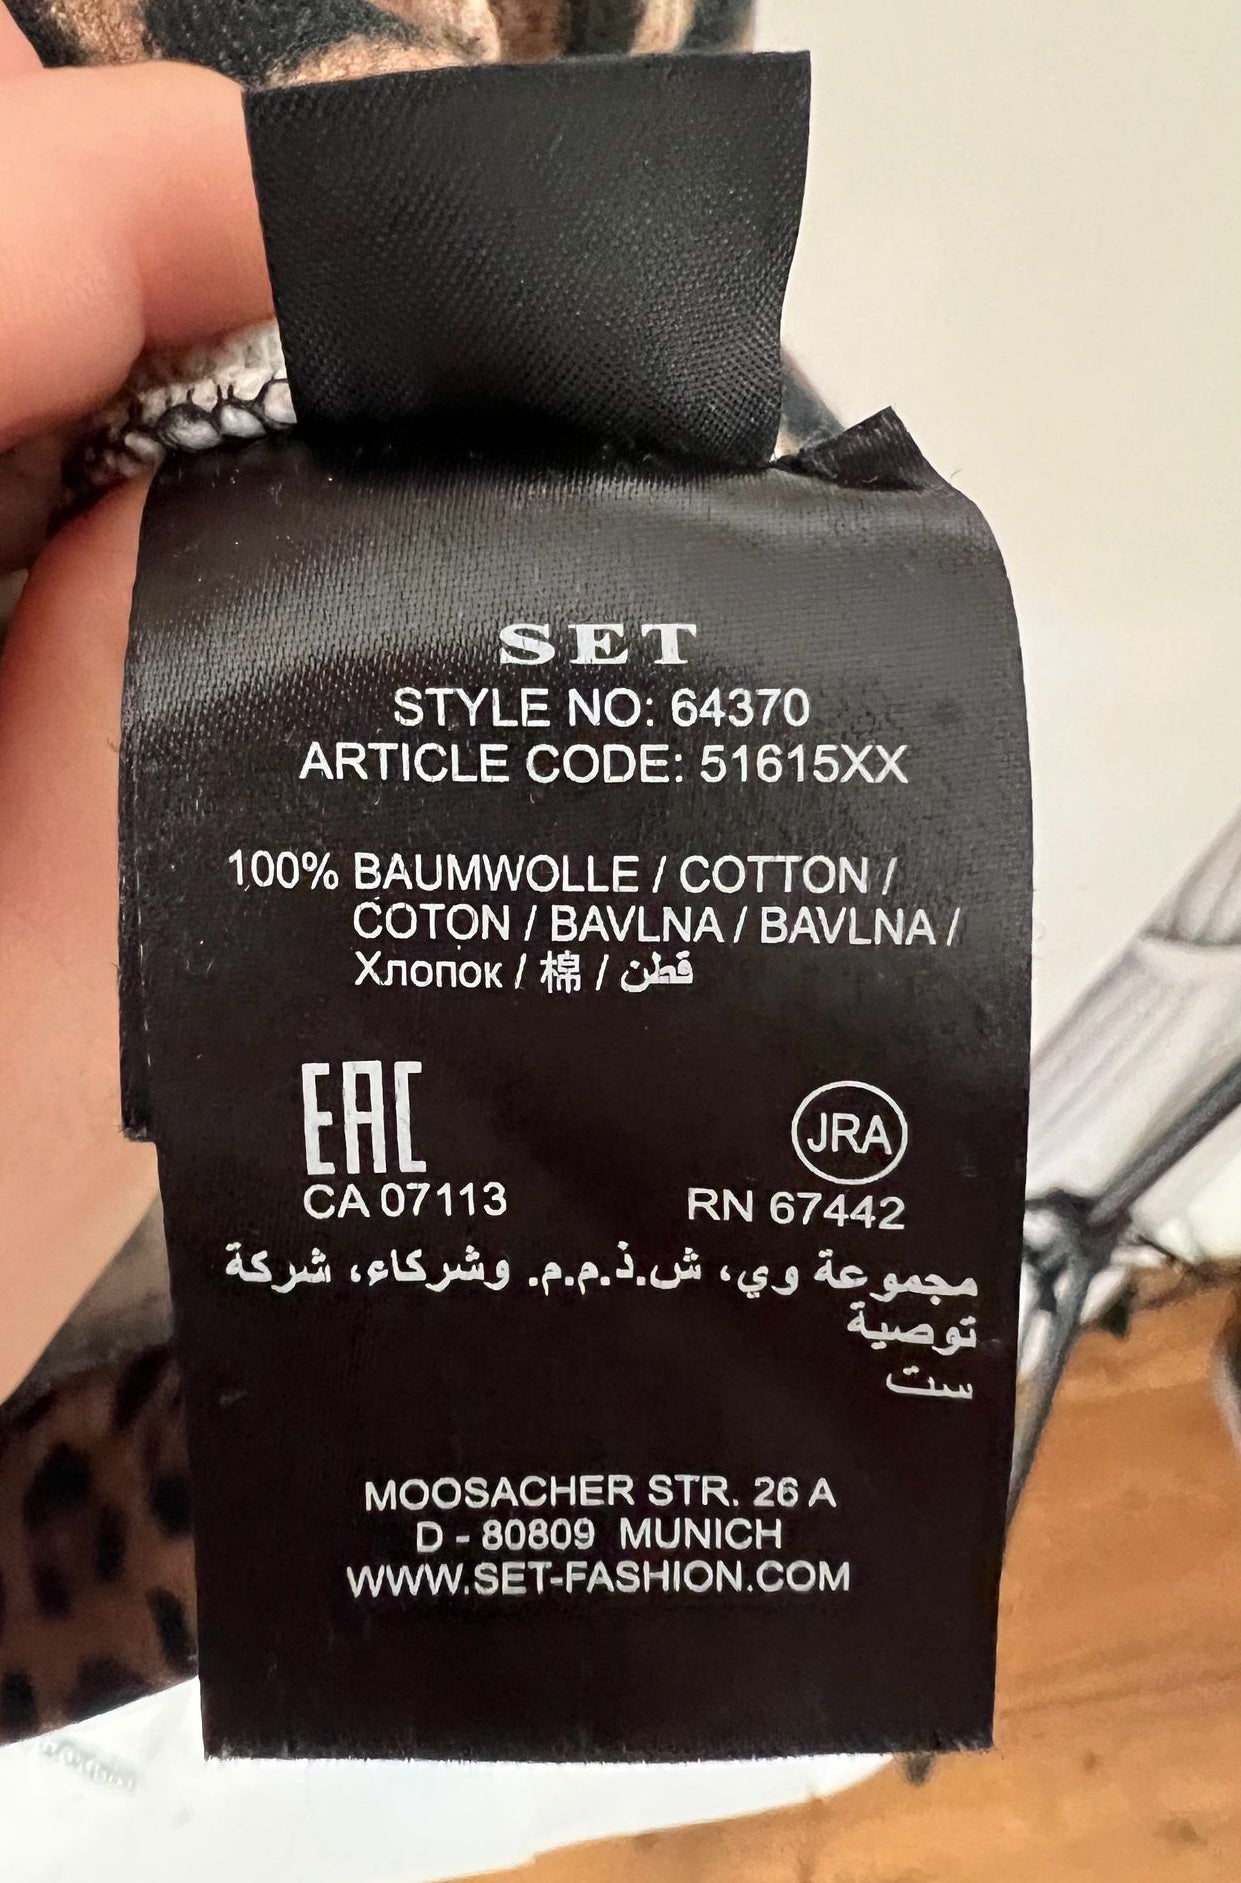 SET
STYLE NO: 64370
ARTICLE CODE: 51615XX
100% BAUMWOLLE / COTTON /
COTON / BAVLNA / BAVLNA /
Хлопок / 棉 / قطن
EAC
JRA
CA 07113
RN 67442
مجموعة وي، ش.ذ.م.م. وشركاء، شركة
توصية
ست
MOOSACHER STR. 26 A
D - 80809 MUNICH
WWW.SET-FASHION.COM